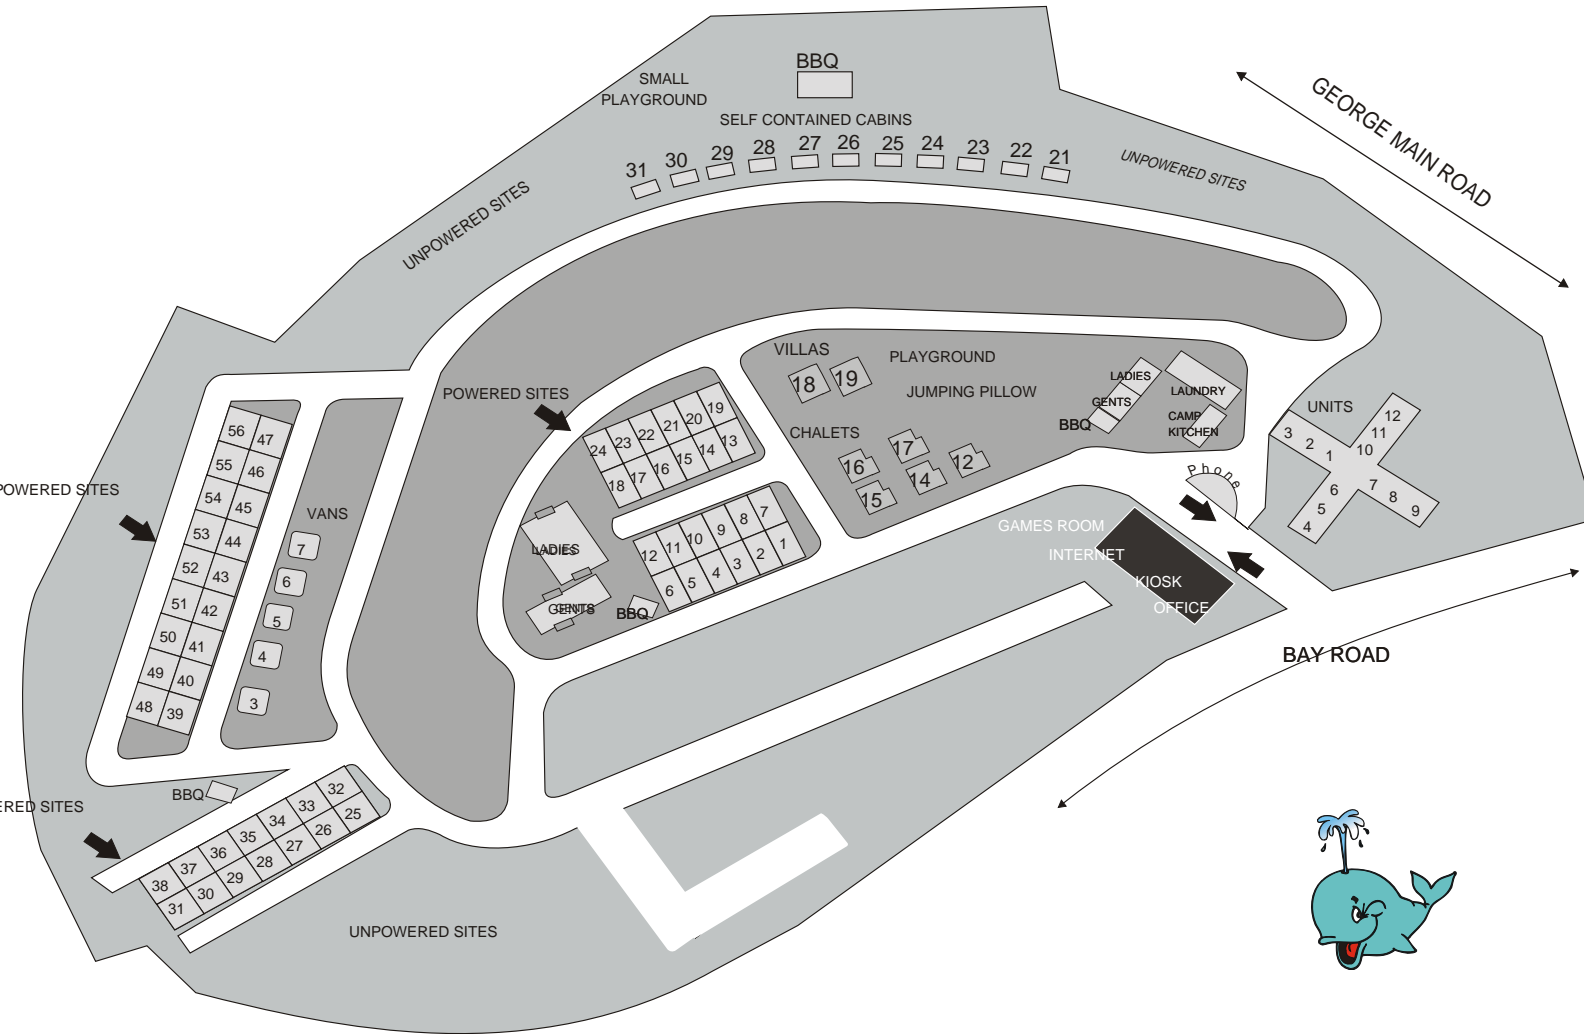 BBQ
SMALL
PLAYGROUND
SELF CONTAINED CABINS
31 30 29 28 27 26 25 24 23 22 21
UNPOWERED SITES
UNPOWERED SITES
GEORGE MAIN ROAD
POWERED SITES
24 23 22 21 20 19
18 17 16 15 14 13
12 11 10 9 8 7
6 5 4 3 2 1
LADIES
LADIES
GENTS
GENTS
BBQ
VILLAS
18 19
PLAYGROUND
JUMPING PILLOW
CHALETS
16 17
15 14 12
LADIES
GENTS
BBQ
LAUNDRY
CAMP
KITCHEN
UNITS
12
11
10
3 2 1
6 7 8 9
5
4
Phone
GAMES ROOM
INTERNET
KIOSK
OFFICE
BAY ROAD
POWERED SITES
56 47
55 46
54 45
53 44
52 43
51 42
50 41
49 40
48 39
VANS
7
6
5
4
3
BBQ
ERED SITES
38 37 36 35 34 33 32
31 30 29 28 27 26 25
UNPOWERED SITES